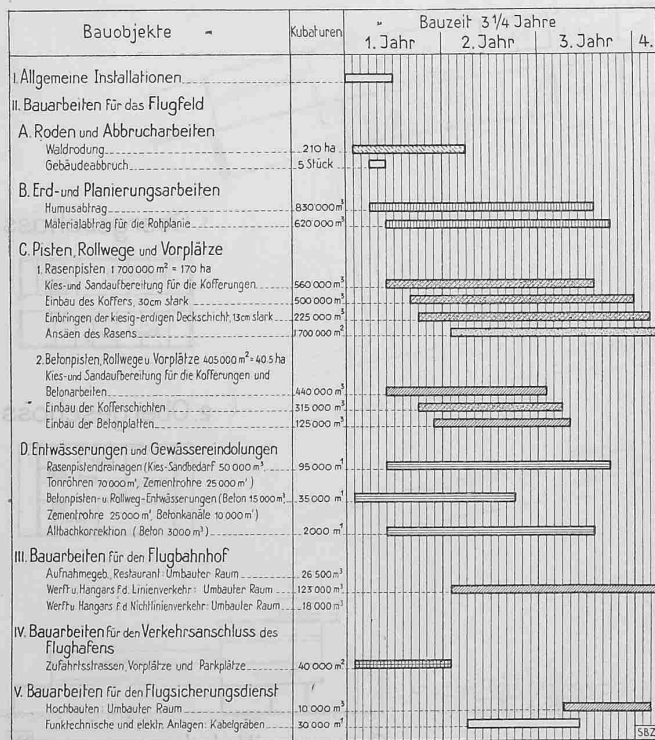 Bauobjekte Kubaturen Bauzeit 3 1/4 Jahre
1. Jahr 2. Jahr 3. Jahr 4.
I. Allgemeine Installationen
II. Bauarbeiten für das Flugfeld
A. Roden und Abbrucharbeiten
Waldrodung 210 ha
Gebäudeabbruch 5 Stück
B. Erd- und Planierungsarbeiten
Humusabtrag 830 000 m³
Materialabtrag für die Rohplanie 620 000 m³
C. Pisten, Rollwege und Vorplätze
1. Rasenpisten 1 700 000 m² = 170 ha
Kies- und Sandaufbereitung für die Kofferungen 560 000 m³
Einbau des Koffers, 30cm stark 500 000 m³
Einbringen der kiesig-erdigen Deckschicht, 13cm stark 225 000 m³
Ansäen des Rasens 1 700 000 m²
2. Betonpisten, Rollwege u. Vorplätze 405 000 m² = 40.5 ha
Kies- und Sandaufbereitung für die Kofferungen und
Betonarbeiten 440 000 m³
Einbau der Kofferschichten 315 000 m³
Einbau der Betonplatten 125 000 m³
D. Entwässerungen und Gewässereindolungen
Rasenpistendrainagen (Kies-Sandbedarf 50 000 m³, 95 000 m¹
Tonröhren 70 000 m', Zementrohre 25 000 m')
Betonpisten- u. Rollweg-Entwässerungen (Beton 15 000 m³, 35 000 m¹
Zementrohre 25 000 m', Betonkanäle 10 000 m')
Altbachkorrektion (Beton 3000 m³) 2000 m¹
III. Bauarbeiten für den Flugbahnhof
Aufnahmegeb., Restaurant: Umbauter Raum 26 500 m³
Werft u. Hangars f. d. Linienverkehr: Umbauter Raum 123 000 m³
Werft u. Hangars f. d. Nichtlinienverkehr: Umbauter Raum 18 000 m³
IV. Bauarbeiten für den Verkehrsanschluss des
Flughafens
Zufahrtsstrassen, Vorplätze und Parkplätze 40 000 m²
V. Bauarbeiten für den Flugsicherungsdienst
Hochbauten: Umbauter Raum 10 000 m³
Funktechnische und elektr. Anlagen: Kabelgräben 30 000 m¹
SBZ